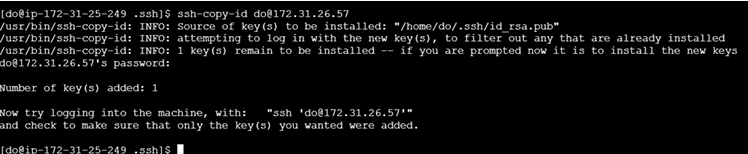 [do@ip-172-31-25-249 .ssh]$ ssh-copy-id do@172.31.26.57
/usr/bin/ssh-copy-id: INFO: Source of key(s) to be installed: "/home/do/.ssh/id_rsa.pub"
/usr/bin/ssh-copy-id: INFO: attempting to log in with the new key(s), to filter out any that are already installed
/usr/bin/ssh-copy-id: INFO: 1 key(s) remain to be installed -- if you are prompted now it is to install the new keys
do@172.31.26.57's password:
Number of key(s) added: 1
Now try logging into the machine, with:   "ssh 'do@172.31.26.57'"
and check to make sure that only the key(s) you wanted were added.
[do@ip-172-31-25-249 .ssh]$